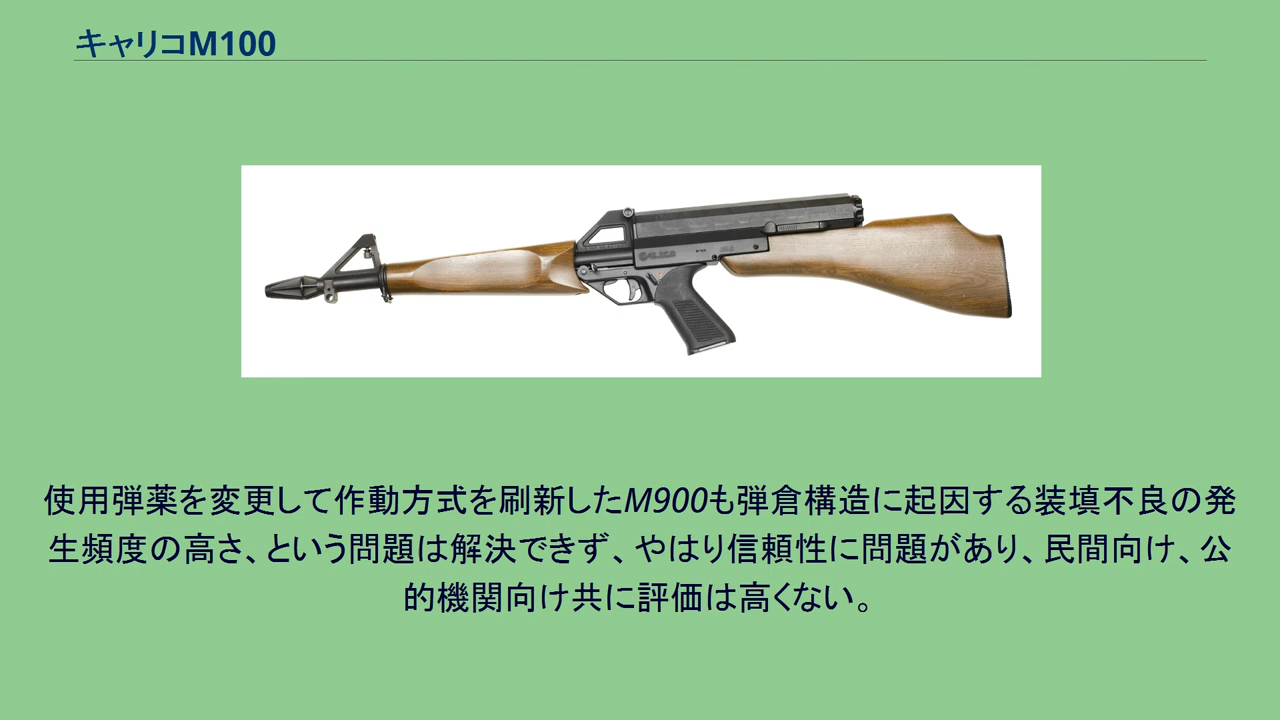 キャリコM100
使用弾薬を変更して作動方式を刷新したM900も弾倉構造に起因する装填不良の発
生頻度の高さ、という問題は解決できず、やはり信頼性に問題があり、民間向け、公
的機関向け共に評価は高くない。